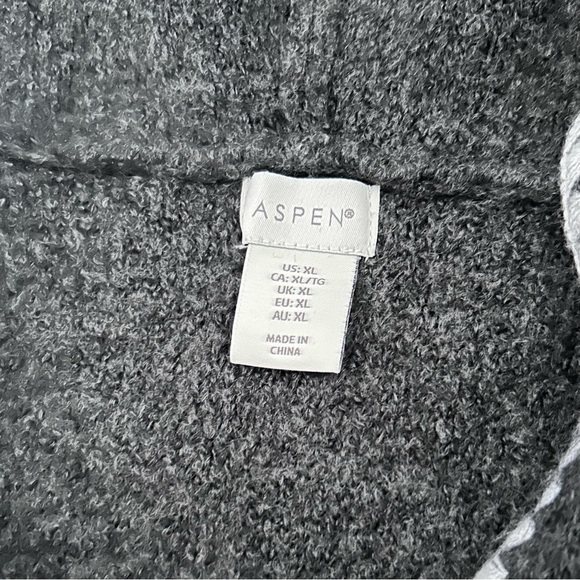 ASPEN®
US: XL
CA: XL/TG
UK: XL
EU: XL
AU: XL
MADE IN
CHINA